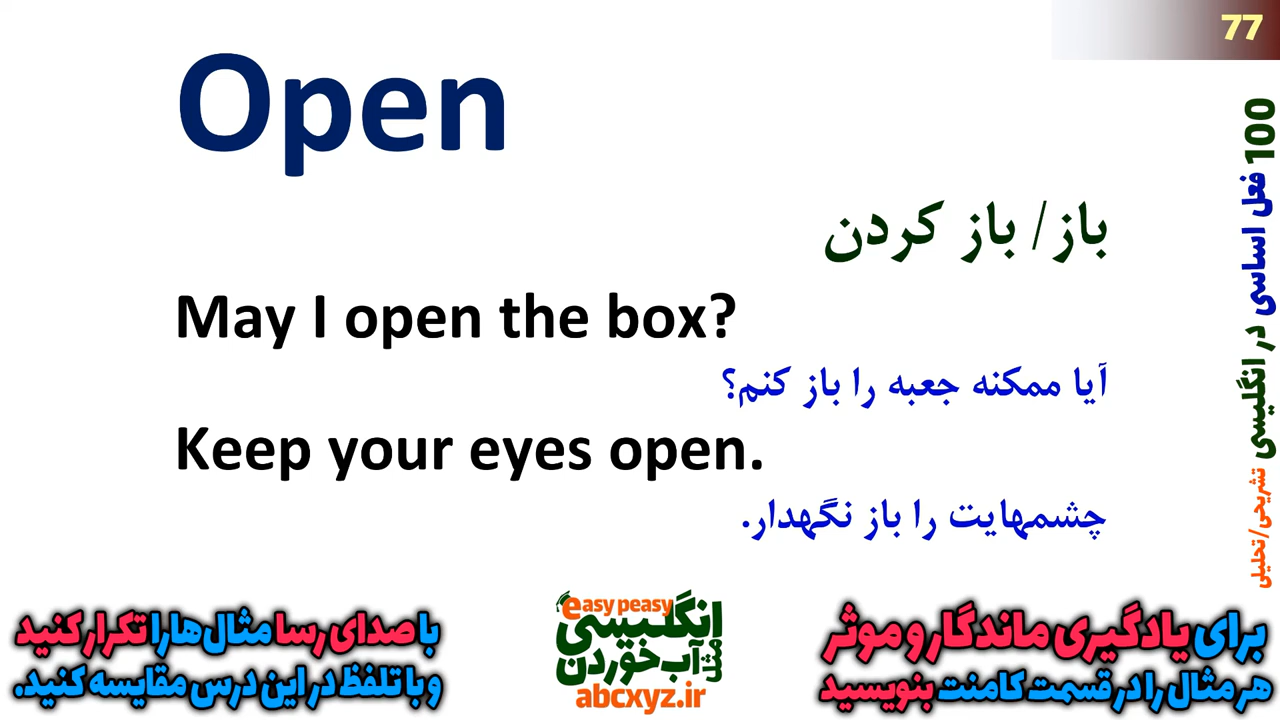 77
Open
باز/ باز کردن
May I open the box?
آیا ممکنه جعبه را باز کنم؟
Keep your eyes open.
چشمهایت را باز نگهدار.
100 فعل اساسی در انگلیسی تشریحی/تحلیلی
برای یادگیری ماندگار و موثر
هر مثال را در قسمت کامنت بنویسید
easy peasy
انگلیسی
مثل
آب خوردن
abcxyz.ir
با صدای رسا مثال‌ها را تکرار کنید
و با تلفظ در این درس مقایسه کنید.